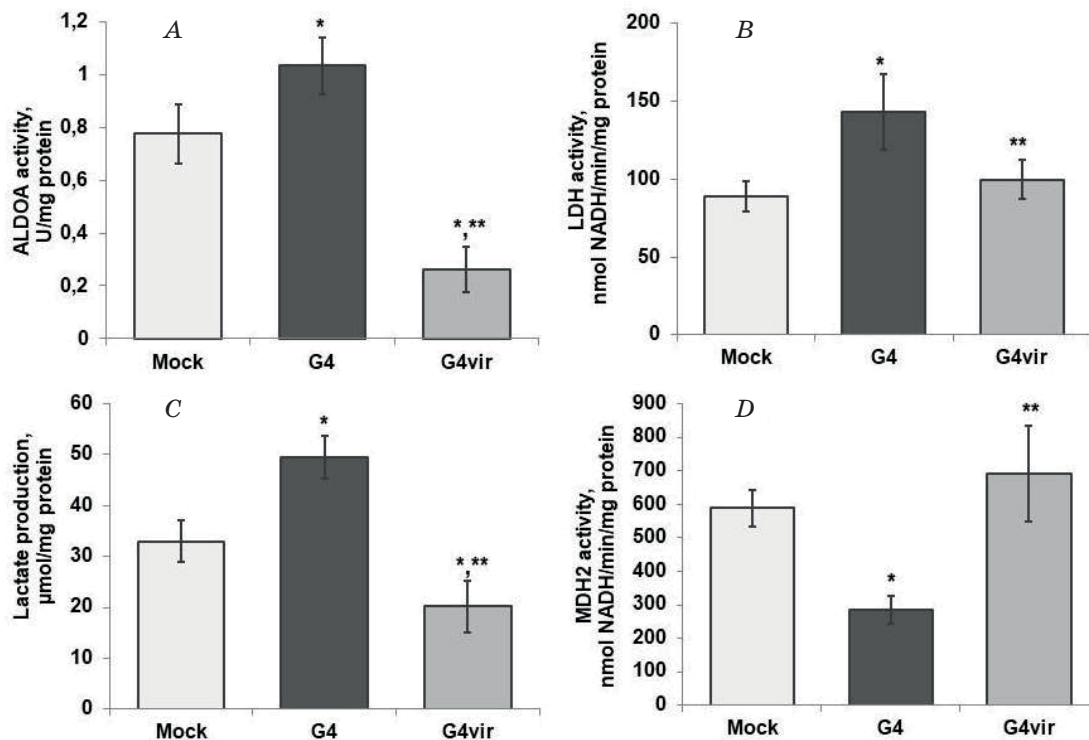 A
ALDOA activity,
U/mg protein
1,2
1
0,8
0,6
0,4
0,2
0
*
*,**
Mock
G4
G4vir
B
LDH activity,
nmol NADH/min/mg protein
200
150
100
50
0
*
**
Mock
G4
G4vir
C
Lactate production,
µmol/mg protein
60
50
40
30
20
10
0
*
*,**
Mock
G4
G4vir
D
MDH2 activity,
nmol NADH/min/mg protein
900
800
700
600
500
400
300
200
100
0
*
**
Mock
G4
G4vir